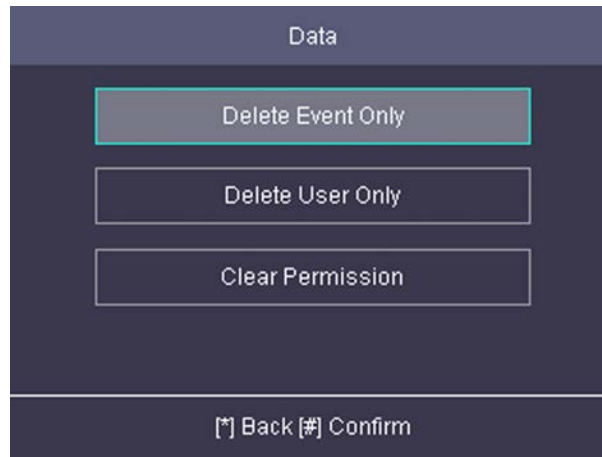 Data
Delete Event Only
Delete User Only
Clear Permission
[*] Back [#] Confirm